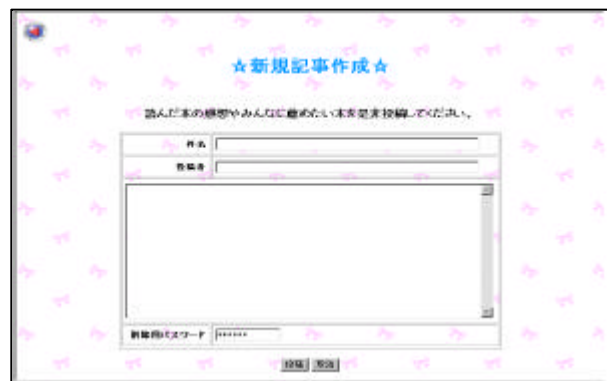 ☆新規記事作成☆
読んだ本の感想やみんなに薦めたい本を是非投稿してください。
件名
投稿者
削除用パスワード ******
投稿 取消